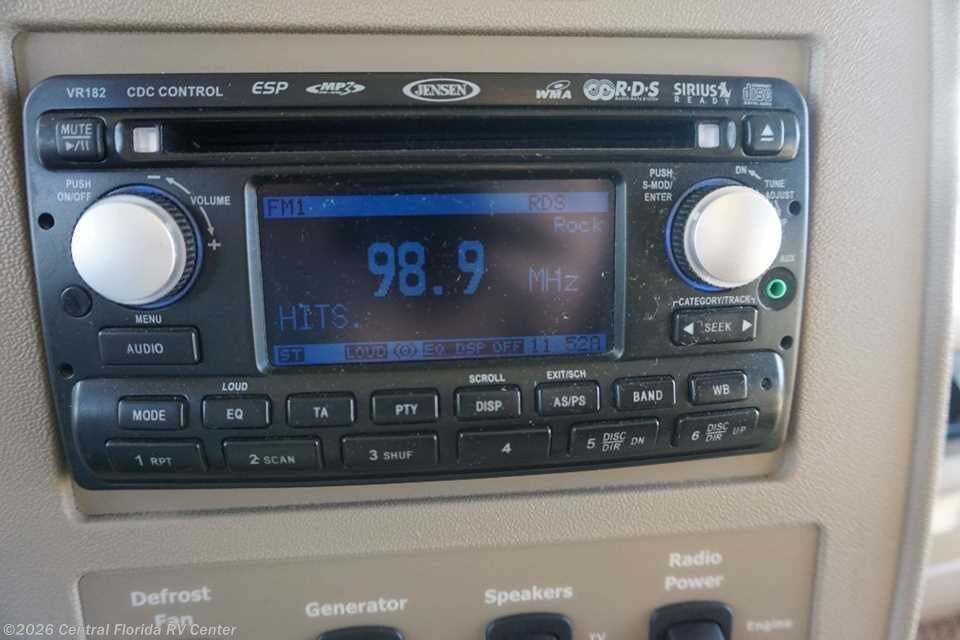 VR182 CDC CONTROL ESP MP3 JENSEN WMA R·D·S SIRIUS READY
MUTE
PUSH ON/OFF
VOLUME
PUSH S-MOD/ ENTER
DN
TUNE ADJUST
AUX
FM1 RDS
Rock
98.9 MHz
HITS.
ST LOUD EQ DSP OFF 11 52A
MENU
AUDIO
CATEGORY/TRACK
SEEK
LOUD SCROLL EXIT/SCH
MODE EQ TA PTY DISP AS/PS BAND WB
1 RPT 2 SCAN 3 SHUF 4 5 DISC DIR DN 6 DISC DIR UP
Defrost Fan
Generator
Speakers
TV
Radio Power
Engine
©2026 Central Florida RV Center